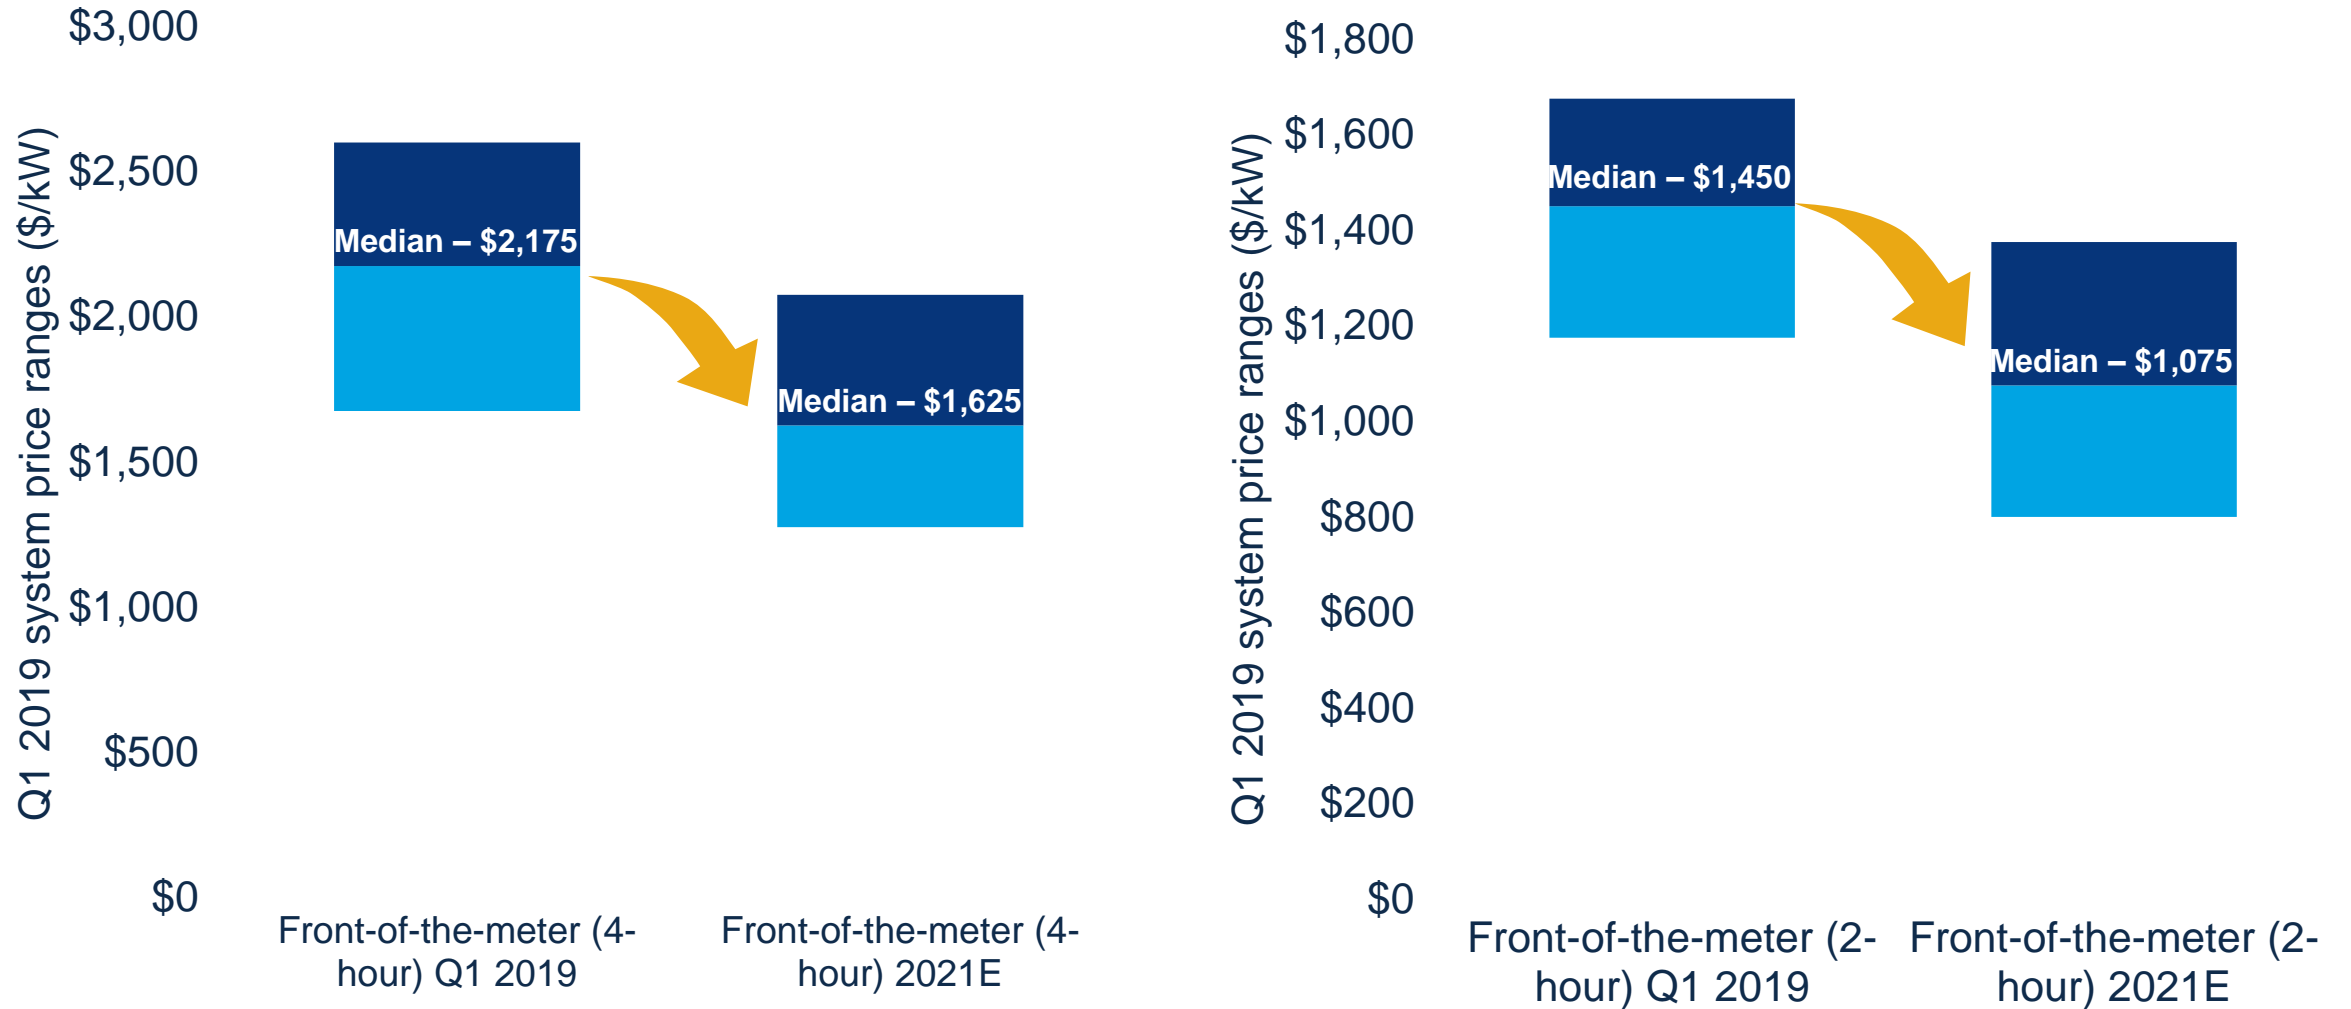 Q1 2019 system price ranges ($/kW)
$3,000
$2,500
$2,000
$1,500
$1,000
$500
$0
Median – $2,175
Median – $1,625
Front-of-the-meter (4-
hour) Q1 2019
Front-of-the-meter (4-
hour) 2021E
Q1 2019 system price ranges ($/kW)
$1,800
$1,600
$1,400
$1,200
$1,000
$800
$600
$400
$200
$0
Median – $1,450
Median – $1,075
Front-of-the-meter (2-
hour) Q1 2019
Front-of-the-meter (2-
hour) 2021E